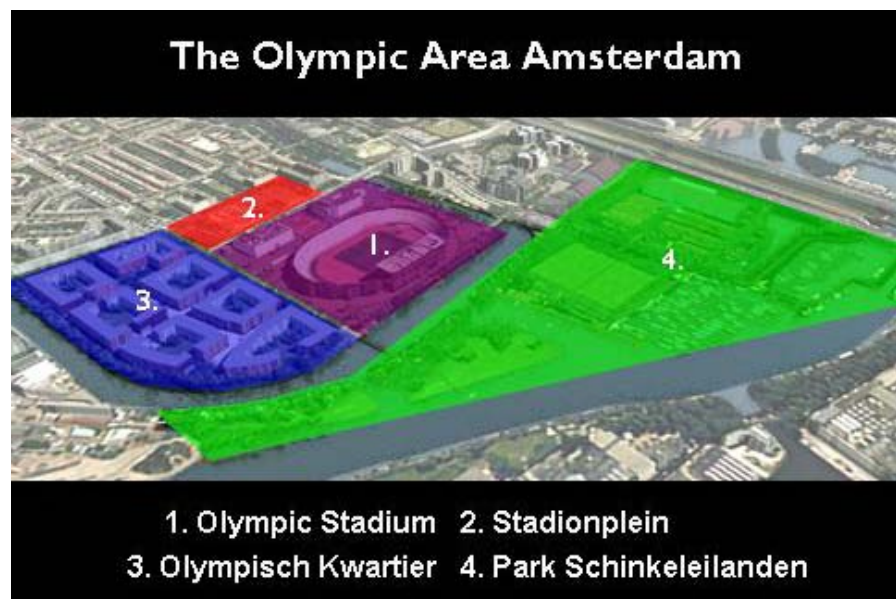 The Olympic Area Amsterdam
2.
1.
4.
3.
1. Olympic Stadium 2. Stadionplein
3. Olympisch Kwartier 4. Park Schinkeleilanden